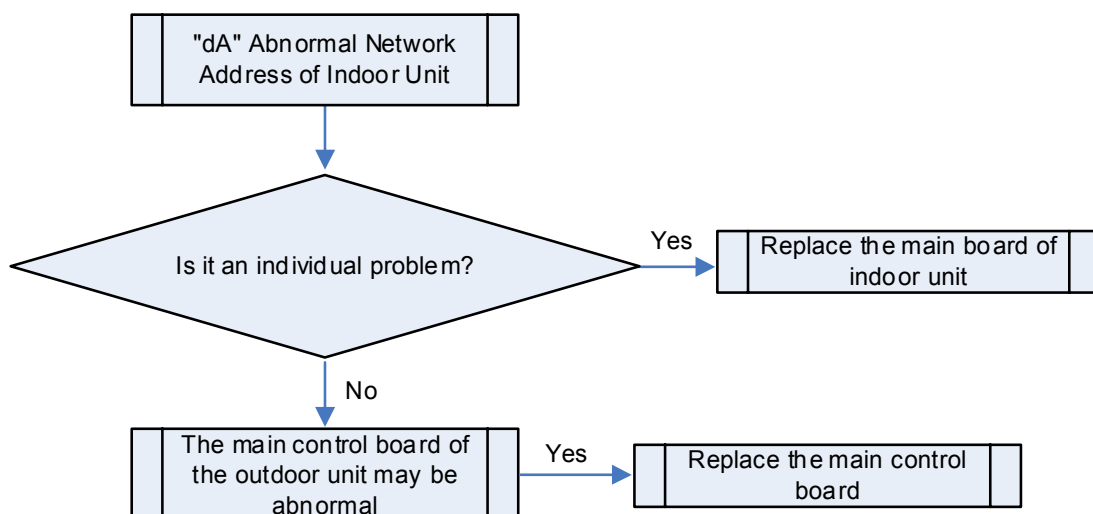 "dA" Abnormal Network
Address of Indoor Unit
Is it an individual problem?
Yes
Replace the main board of
indoor unit
No
The main control board of
the outdoor unit may be
abnormal
Yes
Replace the main control
board